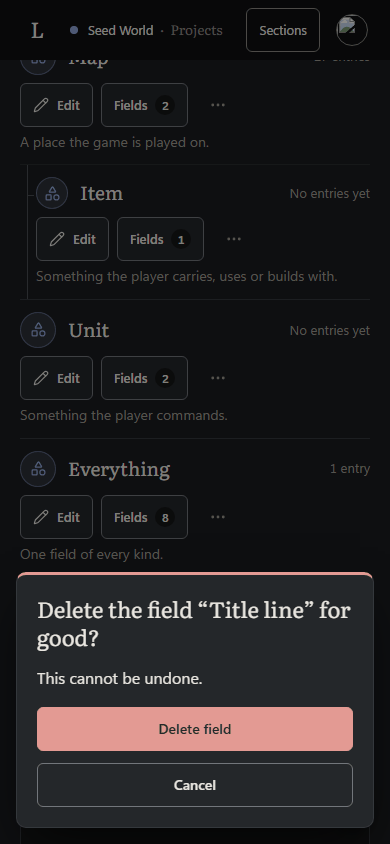 L Seed World · Projects Sections
Map 27 entries
Edit Fields 2 ···
A place the game is played on.
Item No entries yet
Edit Fields 1 ···
Something the player carries, uses or builds with.
Unit No entries yet
Edit Fields 2 ···
Something the player commands.
Everything 1 entry
Edit Fields 8 ···
One field of every kind.
Delete the field “Title line” for
good?
This cannot be undone.
Delete field
Cancel